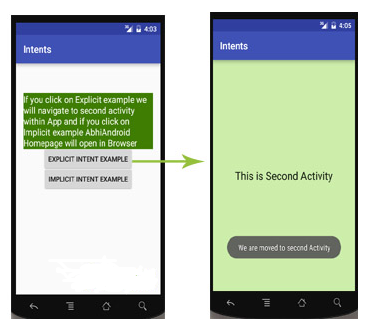 4:03
Intents
If you click on Explicit example we
will navigate to second activity
within App and if you click on
Implicit example AbhiAndroid
Homepage will open in Browser
EXPLICIT INTENT EXAMPLE
IMPLICIT INTENT EXAMPLE
4:05
Intents
This is Second Activity
We are moved to second Activity